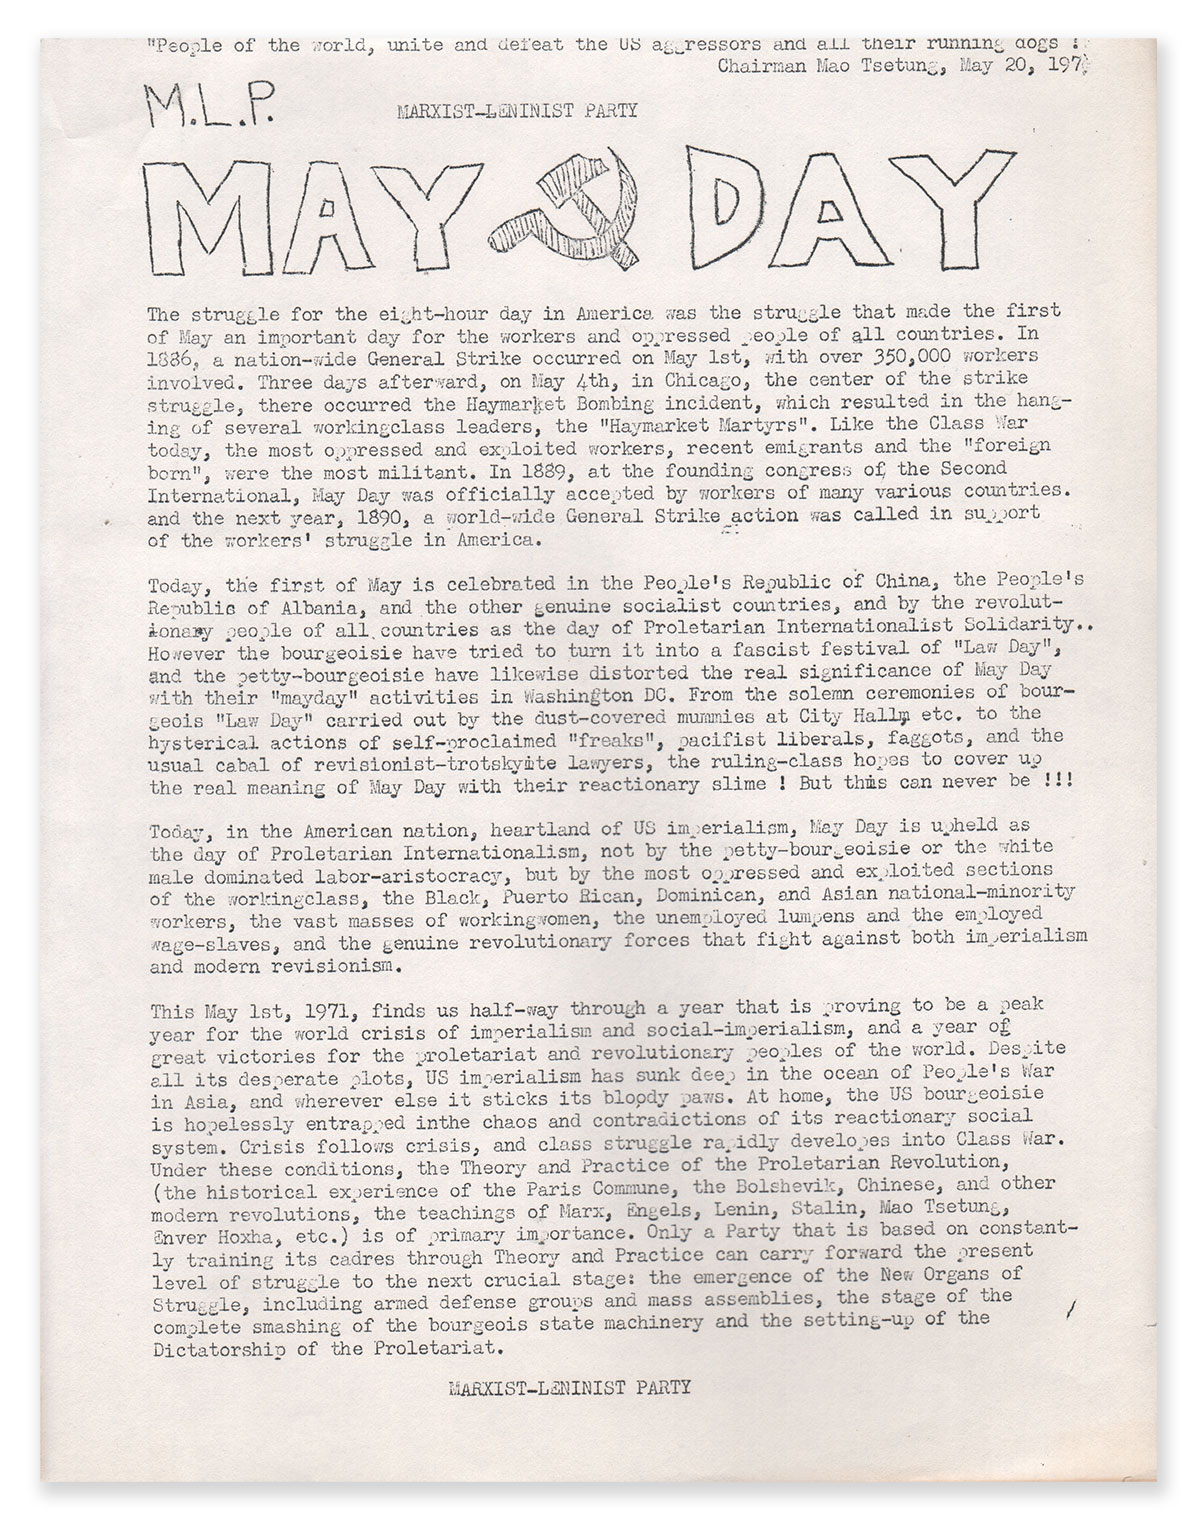 "People of the world, unite and defeat the US aggressors and all their running dogs !
Chairman Mao Tsetung, May 20, 197
M.L.P.
MARXIST-LENINIST PARTY
MAY DAY
The struggle for the eight-hour day in America was the struggle that made the first
of May an important day for the workers and oppressed people of all countries. In
1886, a nation-wide General Strike occurred on May 1st, with over 350,000 workers
involved. Three days afterward, on May 4th, in Chicago, the center of the strike
struggle, there occurred the Haymarket Bombing incident, which resulted in the hang-
ing of several workingclass leaders, the "Haymarket Martyrs". Like the Class War
today, the most oppressed and exploited workers, recent emigrants and the "foreign
born", were the most militant. In 1889, at the founding congress of the Second
International, May Day was officially accepted by workers of many various countries.
and the next year, 1890, a world-wide General Strike action was called in support
of the workers' struggle in America.
Today, the first of May is celebrated in the People's Republic of China, the People's
Republic of Albania, and the other genuine socialist countries, and by the revolut-
ionary people of all countries as the day of Proletarian Internationalist Solidarity..
However the bourgeoisie have tried to turn it into a fascist festival of "Law Day",
and the petty-bourgeoisie have likewise distorted the real significance of May Day
with their "mayday" activities in Washington DC. From the solemn ceremonies of bour-
geois "Law Day" carried out by the dust-covered mummies at City Hall, etc. to the
hysterical actions of self-proclaimed "freaks", pacifist liberals, faggots, and the
usual cabal of revisionist-trotskyite lawyers, the ruling-class hopes to cover up
the real meaning of May Day with their reactionary slime ! But this can never be !!!
Today, in the American nation, heartland of US imperialism, May Day is upheld as
the day of Proletarian Internationalism, not by the petty-bourgeoisie or the white
male dominated labor-aristocracy, but by the most oppressed and exploited sections
of the workingclass, the Black, Puerto Rican, Dominican, and Asian national-minority
workers, the vast masses of workingwomen, the unemployed lumpens and the employed
wage-slaves, and the genuine revolutionary forces that fight against both imperialism
and modern revisionism.
This May 1st, 1971, finds us half-way through a year that is proving to be a peak
year for the world crisis of imperialism and social-imperialism, and a year of
great victories for the proletariat and revolutionary peoples of the world. Despite
all its desperate plots, US imperialism has sunk deep in the ocean of People's War
in Asia, and wherever else it sticks its bloody paws. At home, the US bourgeoisie
is hopelessly entrapped inthe chaos and contradictions of its reactionary social
system. Crisis follows crisis, and class struggle rapidly developes into Class War.
Under these conditions, the Theory and Practice of the Proletarian Revolution,
(the historical experience of the Paris Commune, the Bolshevik, Chinese, and other
modern revolutions, the teachings of Marx, Engels, Lenin, Stalin, Mao Tsetung,
Enver Hoxha, etc.) is of primary importance. Only a Party that is based on constant-
ly training its cadres through Theory and Practice can carry forward the present
level of struggle to the next crucial stage: the emergence of the New Organs of
Struggle, including armed defense groups and mass assemblies, the stage of the
complete smashing of the bourgeois state machinery and the setting-up of the
Dictatorship of the Proletariat.
MARXIST-LENINIST PARTY